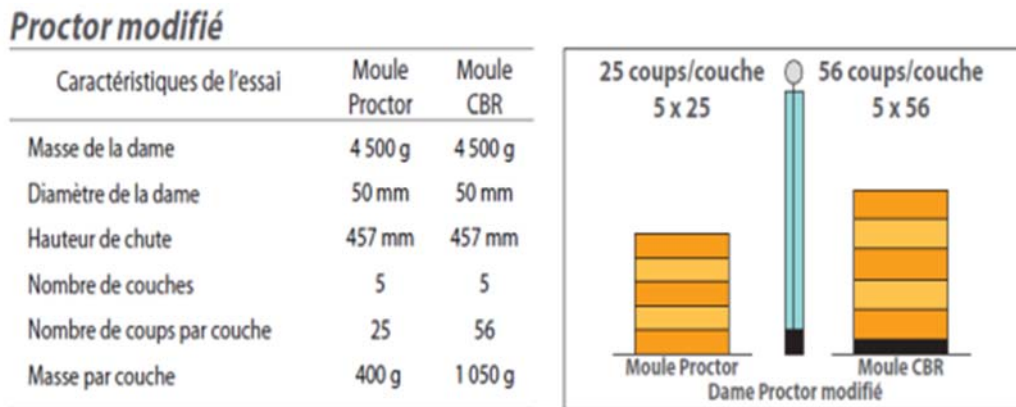 Proctor modifié
Caractéristiques de l'essai Moule Proctor Moule CBR
Masse de la dame 4 500 g 4 500 g
Diamètre de la dame 50 mm 50 mm
Hauteur de chute 457 mm 457 mm
Nombre de couches 5 5
Nombre de coups par couche 25 56
Masse par couche 400 g 1 050 g
25 coups/couche 56 coups/couche
5 x 25 5 x 56
Moule Proctor Moule CBR
Dame Proctor modifié